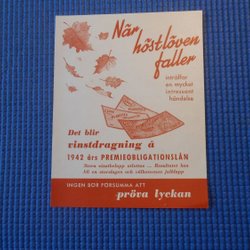 När
höstlöven
faller
inträffar
en mycket
intressant
händelse
Det blir
vinstdragning å
1942 års PREMIEOBLIGATIONSLÅN
INGEN BÖR FÖRSUMMA ATT
pröva lyckan